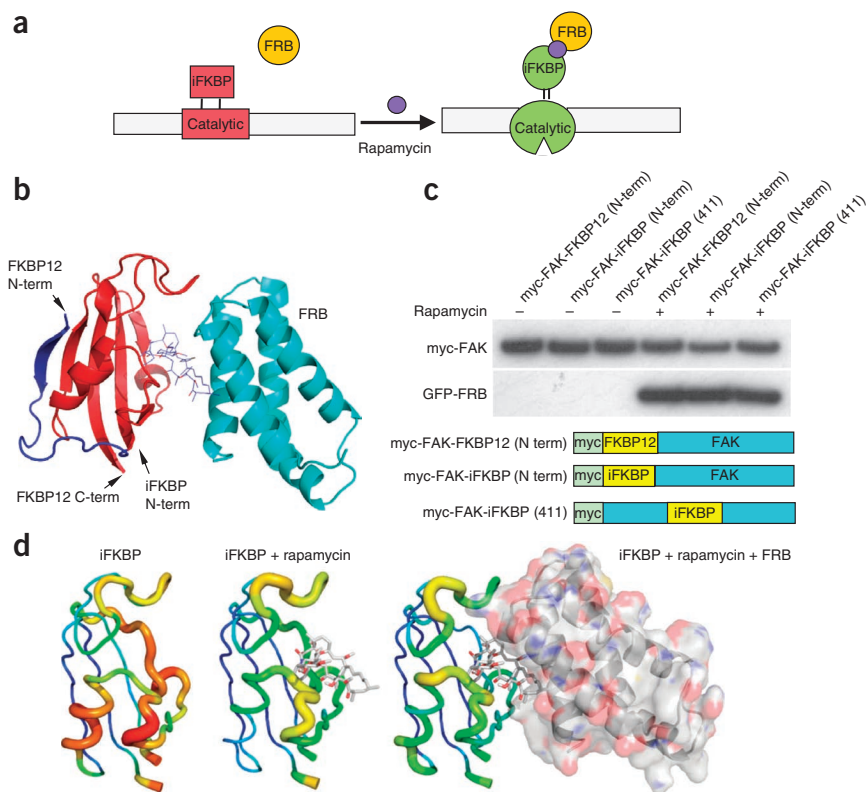 a
FRB
iFKBP
Catalytic
Rapamycin
FRB
iFKBP
Catalytic
b
FKBP12
N-term
FRB
FKBP12 C-term
iFKBP
N-term
c
myc-FAK-FKBP12 (N-term)
myc-FAK-iFKBP (N-term)
myc-FAK-iFKBP (411)
myc-FAK-FKBP12 (N-term)
myc-FAK-iFKBP (N-term)
myc-FAK-iFKBP (411)
Rapamycin – – – + + +
myc-FAK
GFP-FRB
myc-FAK-FKBP12 (N term) myc FKBP12 FAK
myc-FAK-iFKBP (N term) myc iFKBP FAK
myc-FAK-iFKBP (411) myc iFKBP
d
iFKBP iFKBP + rapamycin iFKBP + rapamycin + FRB